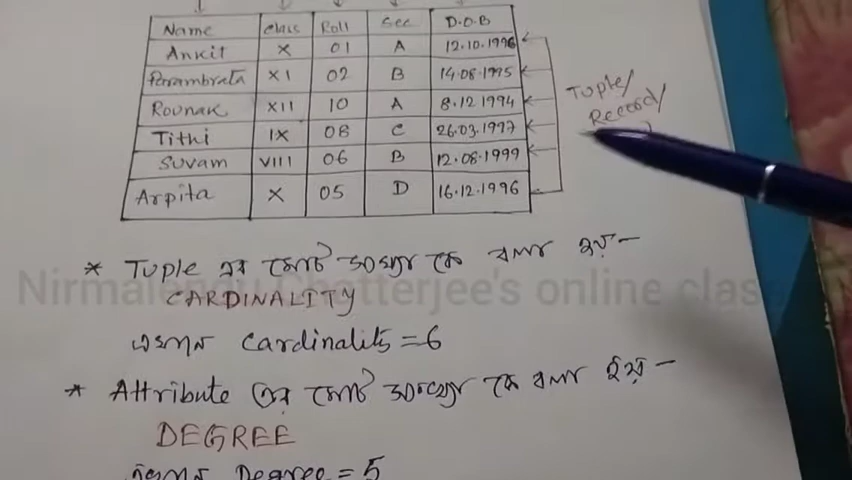 Name Class Roll Sec D.O.B
Ankit X 01 A 12.10.1996
Parambrata XI 02 B 14.08.1995
Rounak XII 10 A 8.12.1994
Tithi IX 08 C 26.03.1997
Suvam VIII 06 B 12.08.1999
Arpita X 05 D 16.12.1996
Tuple/
Record/
* Tuple এর মোট সংখ্যা কে বলা হয়-
CARDINALITY
Nirmalendu Chatterjee's online class
এখানে Cardinality = 6
* Attribute এর মোট সংখ্যা কে বলা হয়-
DEGREE
এখানে Degree = 5